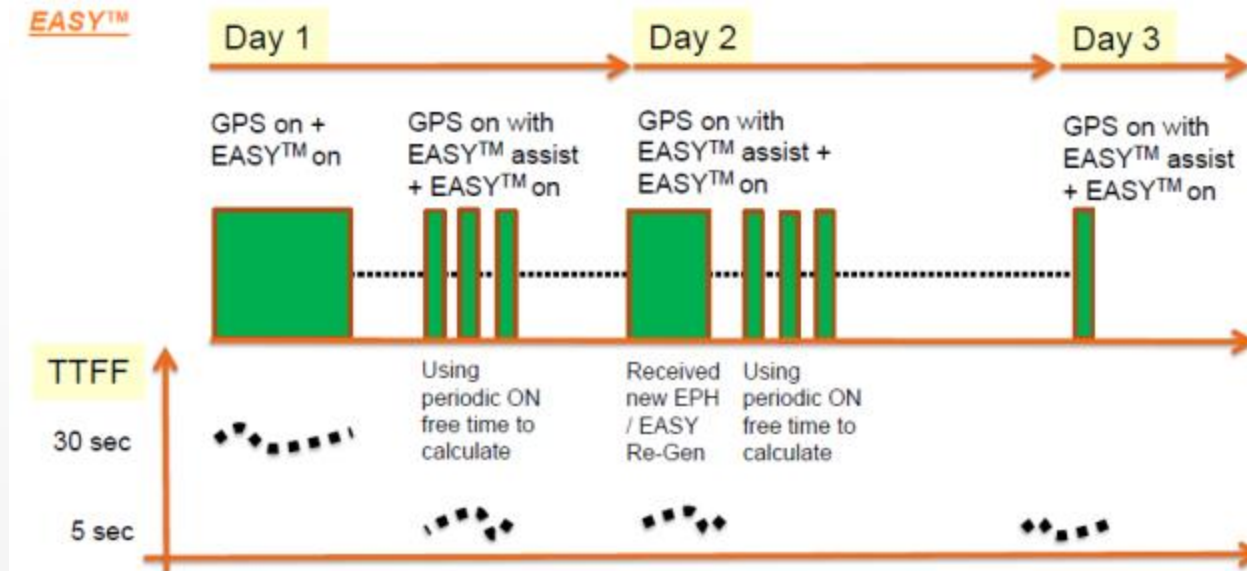 EASY™
Day 1
Day 2
Day 3
GPS on +
EASY™ on
GPS on with
EASY™ assist
+ EASY™ on
GPS on with
EASY™ assist +
EASY™ on
GPS on with
EASY™ assist
+ EASY™ on
Using
periodic ON
free time to
calculate
Received
new EPH
/ EASY
Re-Gen
Using
periodic ON
free time to
calculate
TTFF
30 sec
5 sec